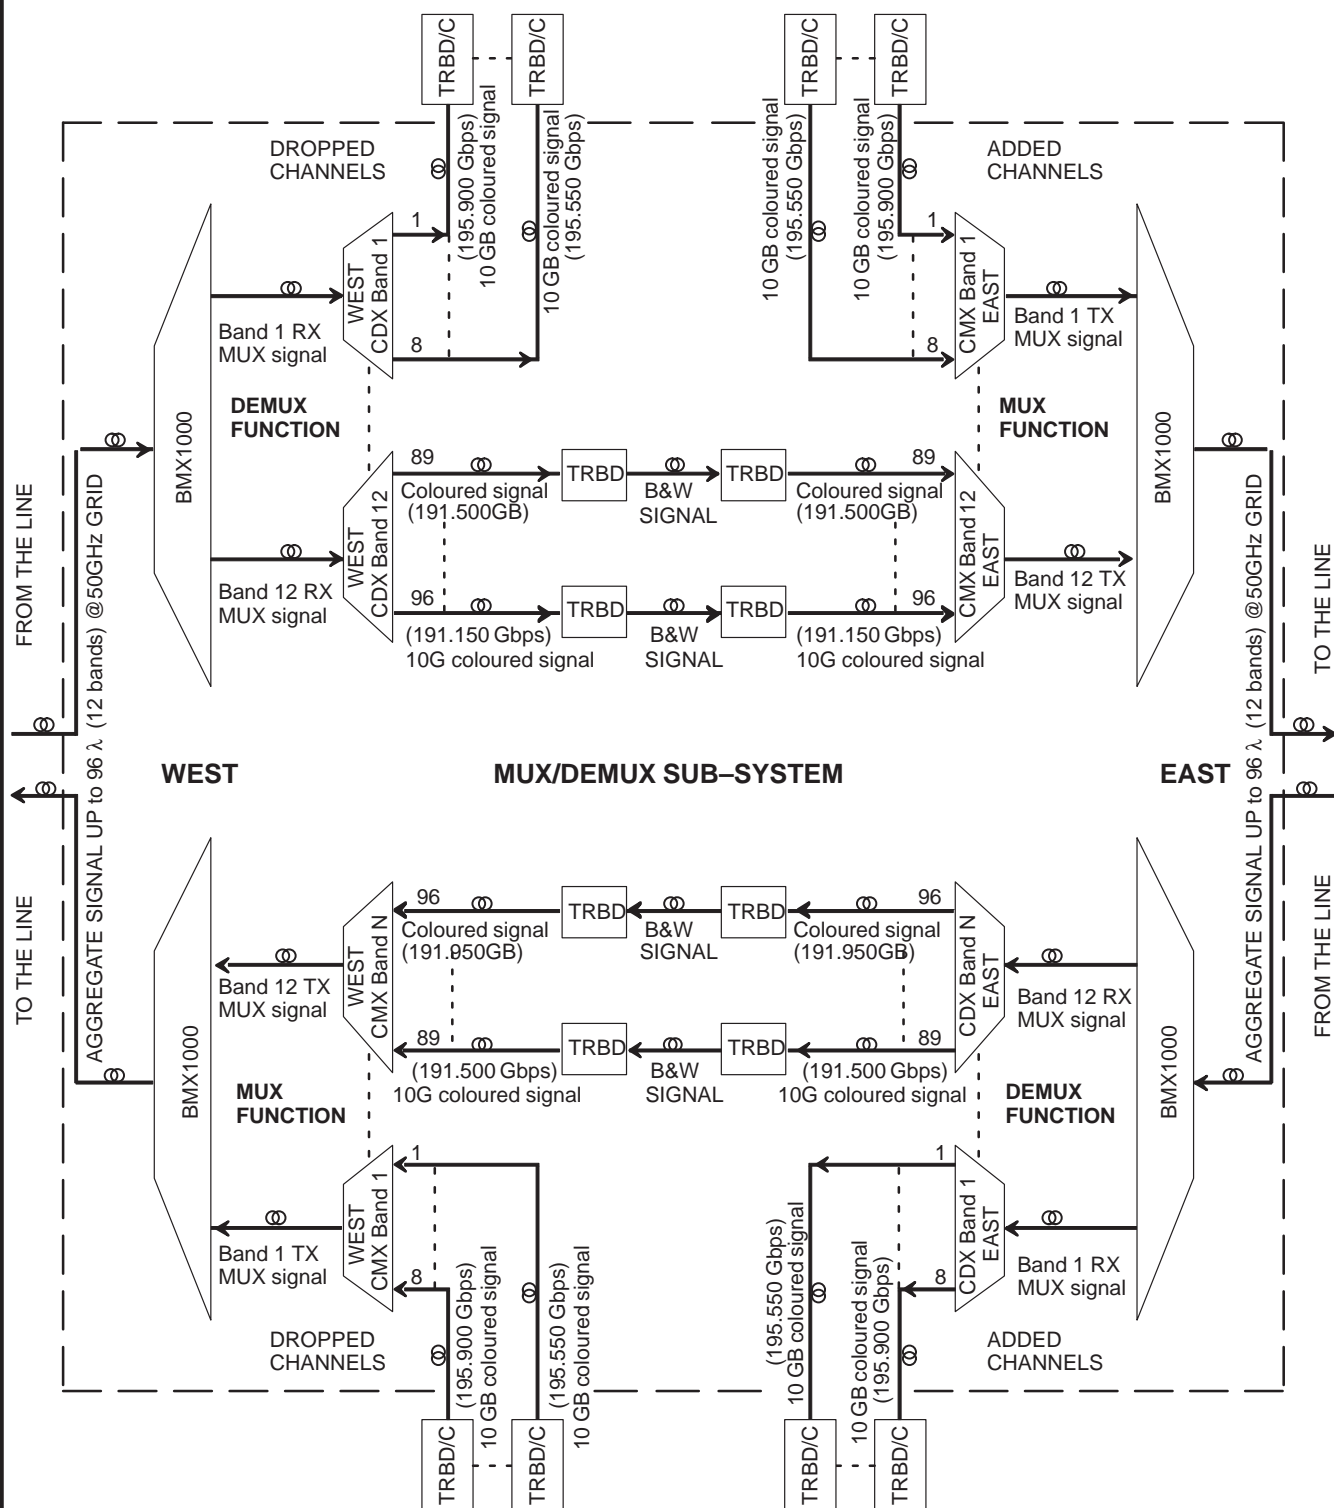 TRBD/C
TRBD/C
TRBD/C
TRBD/C
DROPPED
CHANNELS
(195.900 Gbps)
10 GB coloured signal
10 GB coloured signal
(195.550 Gbps)
10 GB coloured signal
(195.550 Gbps)
10 GB coloured signal
(195.900 Gbps)
ADDED
CHANNELS
1
8
WEST
CDX Band 1
1
8
CMX Band 1
EAST
Band 1 RX
MUX signal
Band 1 TX
MUX signal
DEMUX
FUNCTION
MUX
FUNCTION
BMX1000
BMX1000
89
Coloured signal
(191.500GB)
TRBD
B&W
SIGNAL
TRBD
89
Coloured signal
(191.500GB)
WEST
CDX Band 12
CMX Band 12
EAST
Band 12 RX
MUX signal
96
(191.150 Gbps)
10G coloured signal
TRBD
B&W
SIGNAL
TRBD
96
(191.150 Gbps)
10G coloured signal
Band 12 TX
MUX signal
FROM THE LINE
AGGREGATE SIGNAL UP to 96 λ (12 bands) @50GHz GRID
AGGREGATE SIGNAL UP to 96 λ (12 bands) @50GHz GRID
TO THE LINE
WEST
MUX/DEMUX SUB–SYSTEM
EAST
TO THE LINE
FROM THE LINE
96
Coloured signal
(191.950GB)
TRBD
B&W
SIGNAL
TRBD
96
Coloured signal
(191.950GB)
WEST
CMX Band N
CDX Band N
EAST
Band 12 TX
MUX signal
Band 12 RX
MUX signal
89
(191.500 Gbps)
10G coloured signal
TRBD
B&W
SIGNAL
TRBD
89
(191.500 Gbps)
10G coloured signal
BMX1000
BMX1000
MUX
FUNCTION
DEMUX
FUNCTION
1
8
WEST
CMX Band 1
1
8
CDX Band 1
EAST
Band 1 TX
MUX signal
Band 1 RX
MUX signal
DROPPED
CHANNELS
(195.900 Gbps)
10 GB coloured signal
(195.550 Gbps)
10 GB coloured signal
(195.550 Gbps)
10 GB coloured signal
10 GB coloured signal
(195.900 Gbps)
ADDED
CHANNELS
TRBD/C
TRBD/C
TRBD/C
TRBD/C